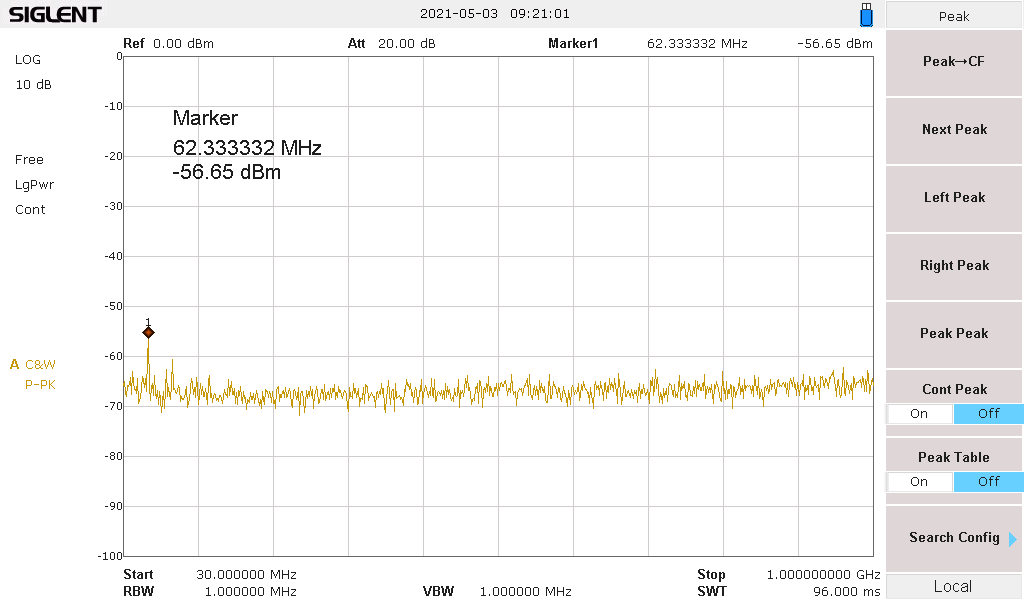 SIGLENT 2021-05-03 09:21:01
Ref 0.00 dBm Att 20.00 dB Marker1 62.333332 MHz -56.65 dBm
LOG
10 dB
Free
LgPwr
Cont
A C&W
P-PK
0
-10
-20
-30
-40
-50
-60
-70
-80
-90
-100
Marker
62.333332 MHz
-56.65 dBm
1
Start 30.000000 MHz Stop 1.000000000 GHz
RBW 1.000000 MHz VBW 1.000000 MHz SWT 96.000 ms
Peak
Peak→CF
Next Peak
Left Peak
Right Peak
Peak Peak
Cont Peak
On Off
Peak Table
On Off
Search Config
Local